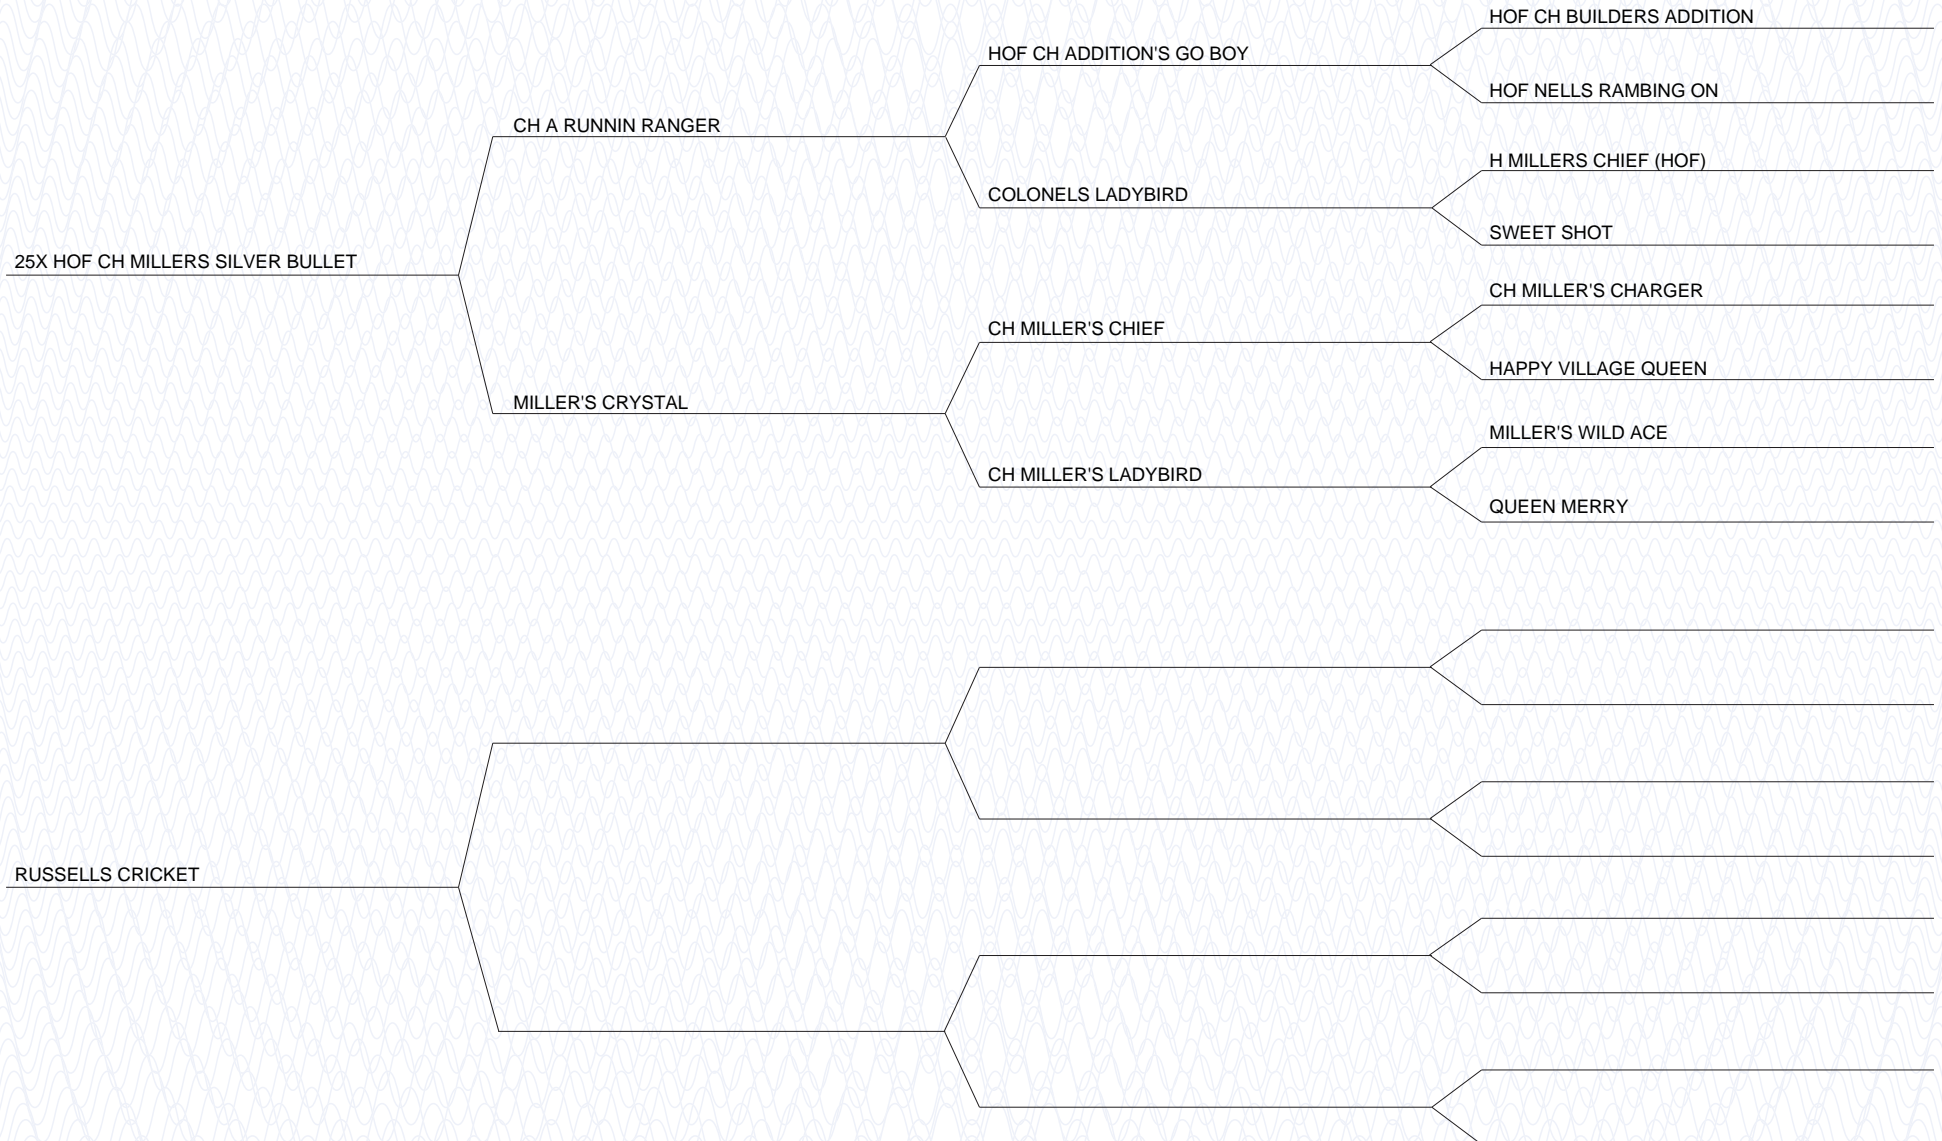 HOF CH BUILDERS ADDITION
HOF CH ADDITION'S GO BOY
HOF NELLS RAMBING ON
CH A RUNNIN RANGER
H MILLERS CHIEF (HOF)
COLONELS LADYBIRD
SWEET SHOT
25X HOF CH MILLERS SILVER BULLET
CH MILLER'S CHARGER
CH MILLER'S CHIEF
HAPPY VILLAGE QUEEN
MILLER'S CRYSTAL
MILLER'S WILD ACE
CH MILLER'S LADYBIRD
QUEEN MERRY
RUSSELLS CRICKET